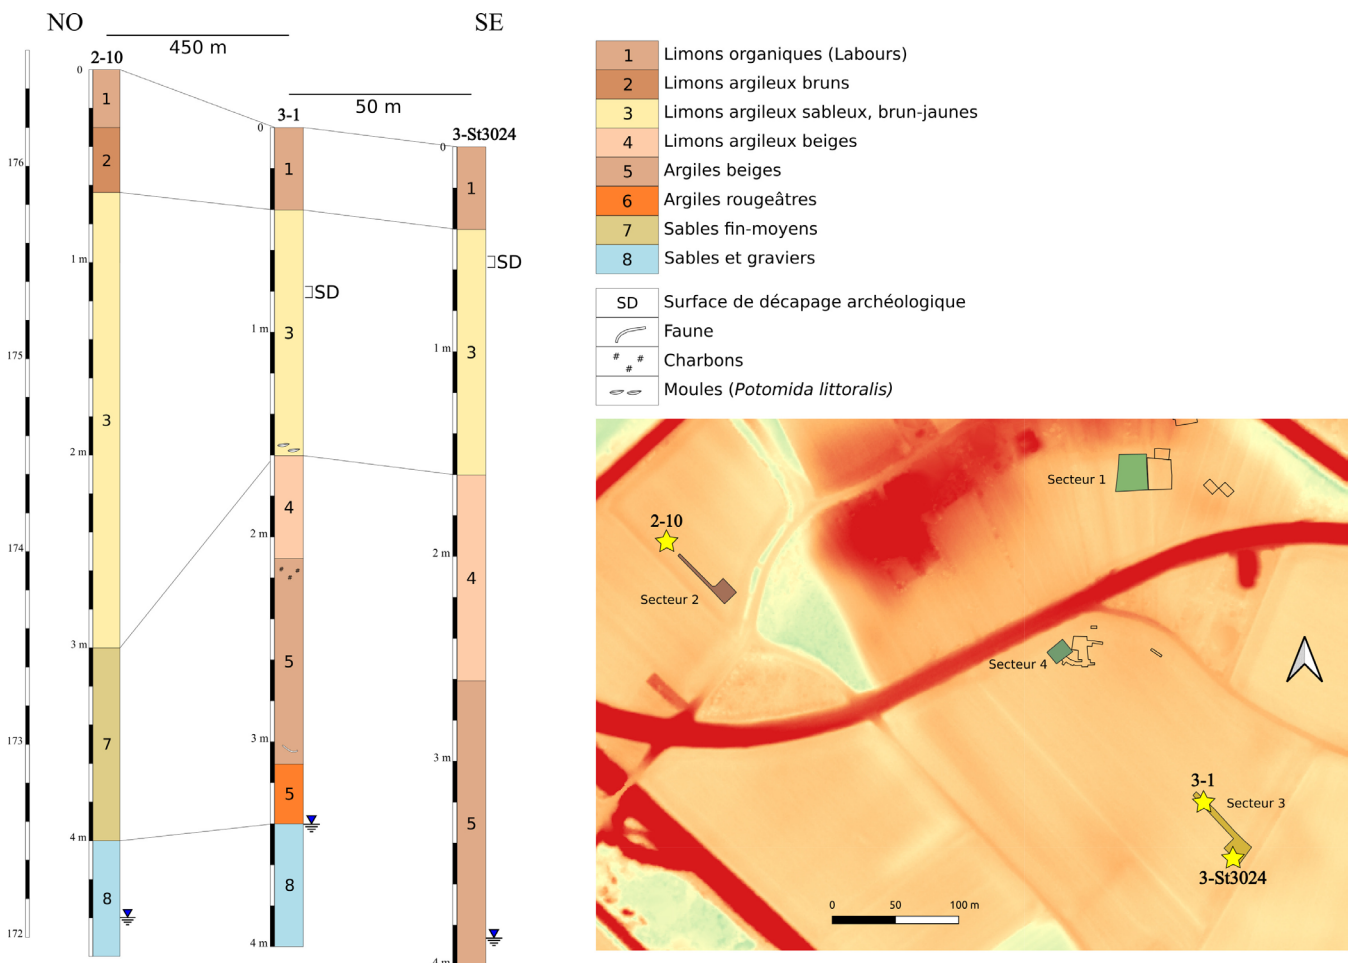 NO
SE
450 m
50 m
2-10
3-1
3-St3024
176
175
174
173
172
0
1
2
1 m
3
2 m
3 m
7
4 m
8
0
1
SD
1 m
3
4
2 m
5
3 m
5
8
4 m
0
1
SD
1 m
3
2 m
4
3 m
5
4 m
1 Limons organiques (Labours)
2 Limons argileux bruns
3 Limons argileux sableux, brun-jaunes
4 Limons argileux beiges
5 Argiles beiges
6 Argiles rougeâtres
7 Sables fin-moyens
8 Sables et graviers
SD Surface de décapage archéologique
Faune
# # # Charbons
Moules (Potomida littoralis)
Secteur 1
2-10
Secteur 2
Secteur 4
3-1
Secteur 3
3-St3024
0 50 100 m